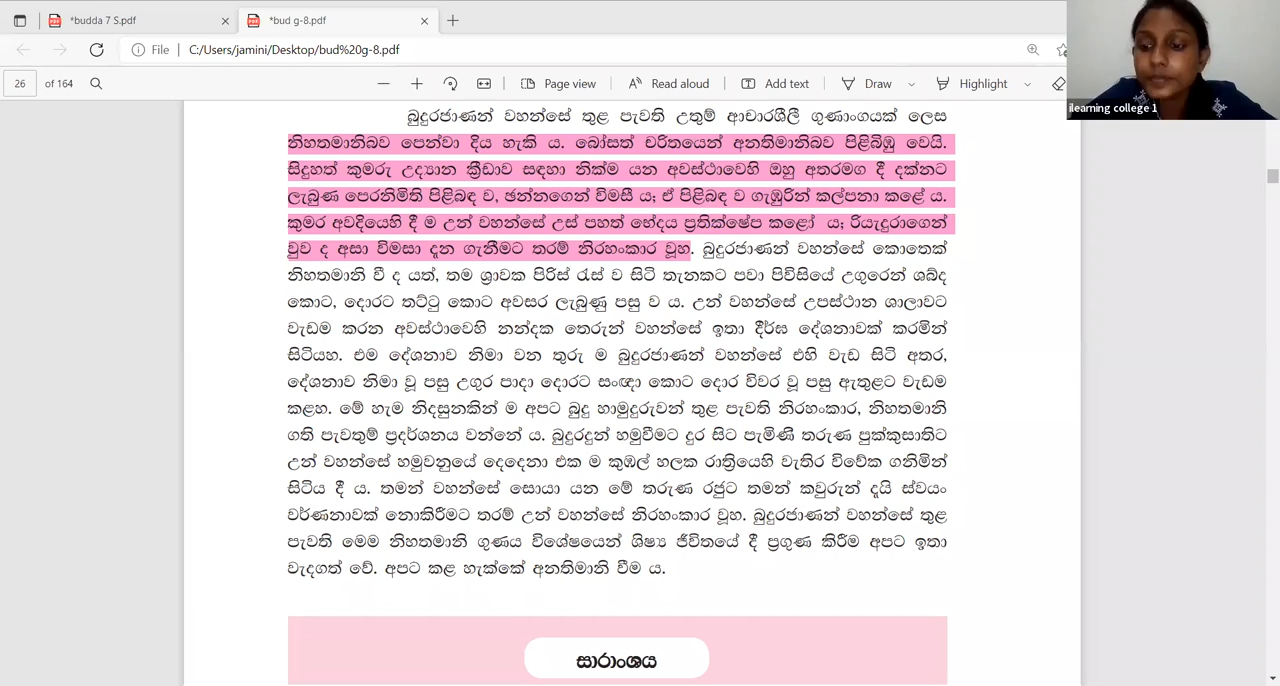 *budda 7 S.pdf
*bud g-8.pdf
File
C:/Users/jamini/Desktop/bud%20g-8.pdf
26 of 164
Page view
Read aloud
Add text
Draw
Highlight
ilearning college 1
බුදුරජාණන් වහන්සේ තුළ පැවති උතුම් ආචාරශීලී ගුණාංගයක් ලෙස
නිහතමානිබව පෙන්වා දිය හැකි ය. බෝසත් චරිතයෙන් අනතිමානිබව පිළිබිඹු වෙයි.
සිදුහත් කුමරු උද්‍යාන ක්‍රීඩාව සඳහා නික්ම යන අවස්ථාවෙහි ඔහු අතරමග දී දක්නට
ලැබුණ පෙරනිමිති පිළිබඳ ව, ඡන්නගෙන් විමසී ය; ඒ පිළිබඳ ව ගැඹුරින් කල්පනා කළේ ය.
කුමර අවදියෙහි දී ම උන් වහන්සේ උස් පහත් භේදය ප්‍රතික්ෂේප කළෝ ය; රියැදුරාගෙන්
වුව ද අසා විමසා දැන ගැනීමට තරම් නිරහංකාර වූහ. බුදුරජාණන් වහන්සේ කොතෙක්
නිහතමානි වී ද යත්, තම ශ්‍රාවක පිරිස් රැස් ව සිටි තැනකට පවා පිවිසියේ උගුරෙන් ශබ්ද
කොට, දොරට තට්ටු කොට අවසර ලැබුණු පසු ව ය. උන් වහන්සේ උපස්ථාන ශාලාවට
වැඩම කරන අවස්ථාවෙහි නන්දක තෙරුන් වහන්සේ ඉතා දීර්ඝ දේශනාවක් කරමින්
සිටියහ. එම දේශනාව නිමා වන තුරු ම බුදුරජාණන් වහන්සේ එහි වැඩ සිටි අතර,
දේශනාව නිමා වූ පසු උගුර පාදා දොරට සංඥා කොට දොර විවර වූ පසු ඇතුළට වැඩම
කළහ. මේ හැම නිදසුනකින් ම අපට බුදු හාමුදුරුවන් තුළ පැවති නිරහංකාර, නිහතමානි
ගති පැවතුම් ප්‍රදර්ශනය වන්නේ ය. බුදුරදුන් හමුවීමට දුර සිට පැමිණි තරුණ පුක්කුසාතිට
උන් වහන්සේ හමුවනුයේ දෙදෙනා එක ම කුඹල් හලක රාත්‍රියෙහි වැතිර විවේක ගනිමින්
සිටිය දී ය. තමන් වහන්සේ සොයා යන මේ තරුණ රජුට තමන් කවුරුන් දැයි ස්වයං
වර්ණනාවක් නොකිරීමට තරම් උන් වහන්සේ නිරහංකාර වූහ. බුදුරජාණන් වහන්සේ තුළ
පැවති මෙම නිහතමානි ගුණය විශේෂයෙන් ශිෂ්‍ය ජීවිතයේ දී ප්‍රගුණ කිරීම අපට ඉතා
වැදගත් වේ. අපට කළ හැක්කේ අනතිමානි වීම ය.
සාරාංශය